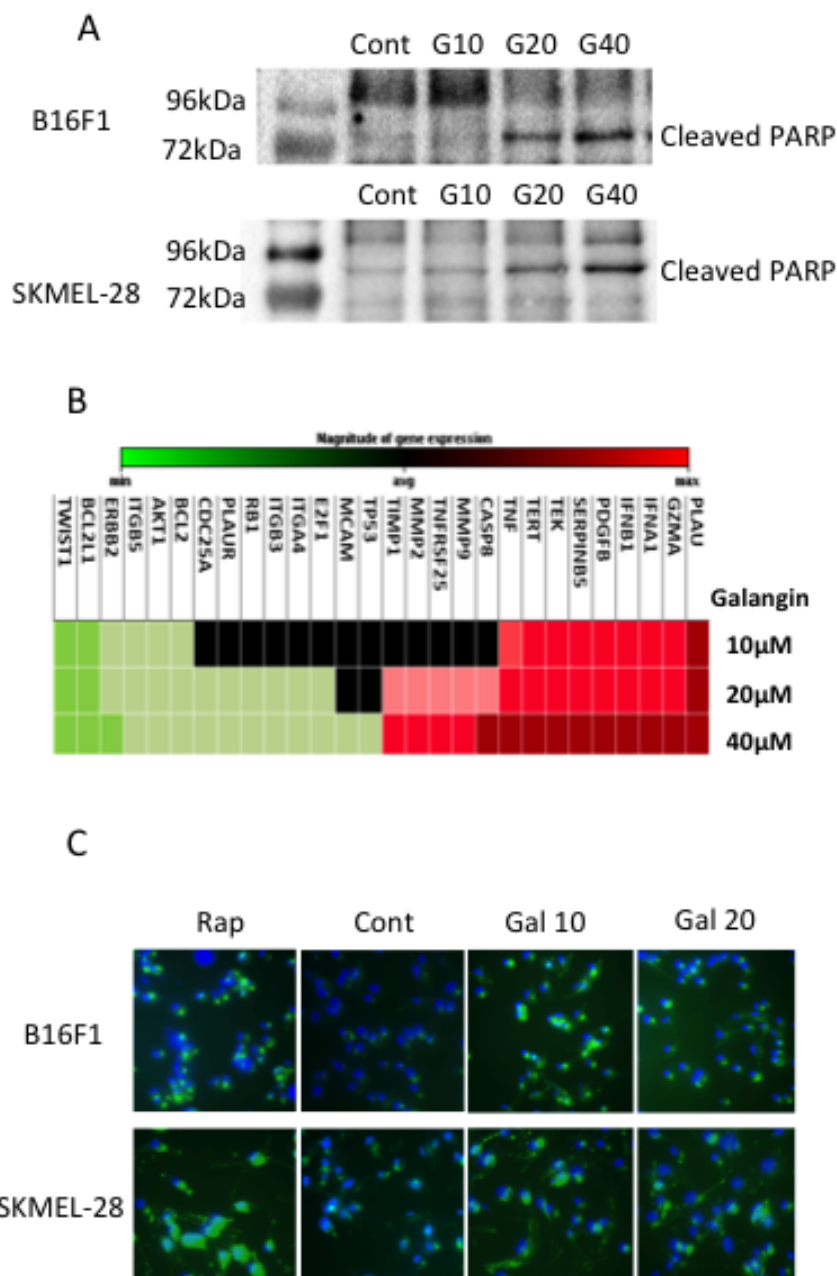 A
Cont G10 G20 G40
B16F1
96kDa
72kDa
Cleaved PARP
Cont G10 G20 G40
SKMEL-28
96kDa
72kDa
Cleaved PARP
B
Magnitude of gene expression
min avg max
TWIST1 BCL2L1 ERBB2 ITGB5 AKT1 BCL2 CDC25A PLAUR RB1 ITGB3 ITGA4 E2F1 MCAM TP53 TIMP1 MMP2 TNFRSF25 MMP9 CASP8 TNF TERT TEK SERPINB5 PDGFB IFNB1 IFNA1 GZMA PLAU
Galangin
10μM
20μM
40μM
C
Rap Cont Gal 10 Gal 20
B16F1
SKMEL-28